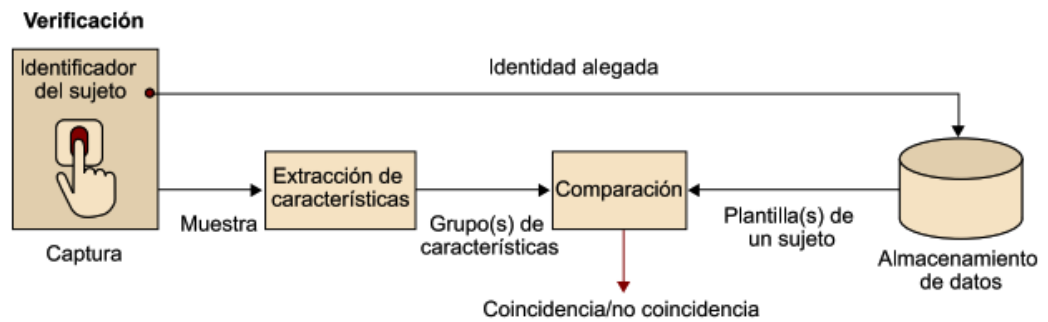 Verificación
Identificador
del sujeto
Identidad alegada
Extracción de
características
Comparación
Muestra
Grupo(s) de
características
Plantilla(s) de
un sujeto
Captura
Almacenamiento
de datos
Coincidencia/no coincidencia